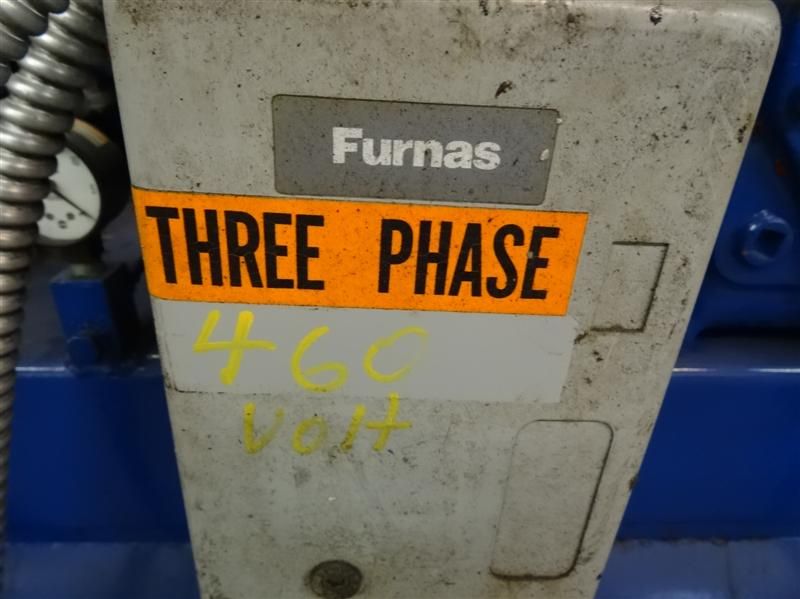 Furnas
THREE PHASE
460
volt